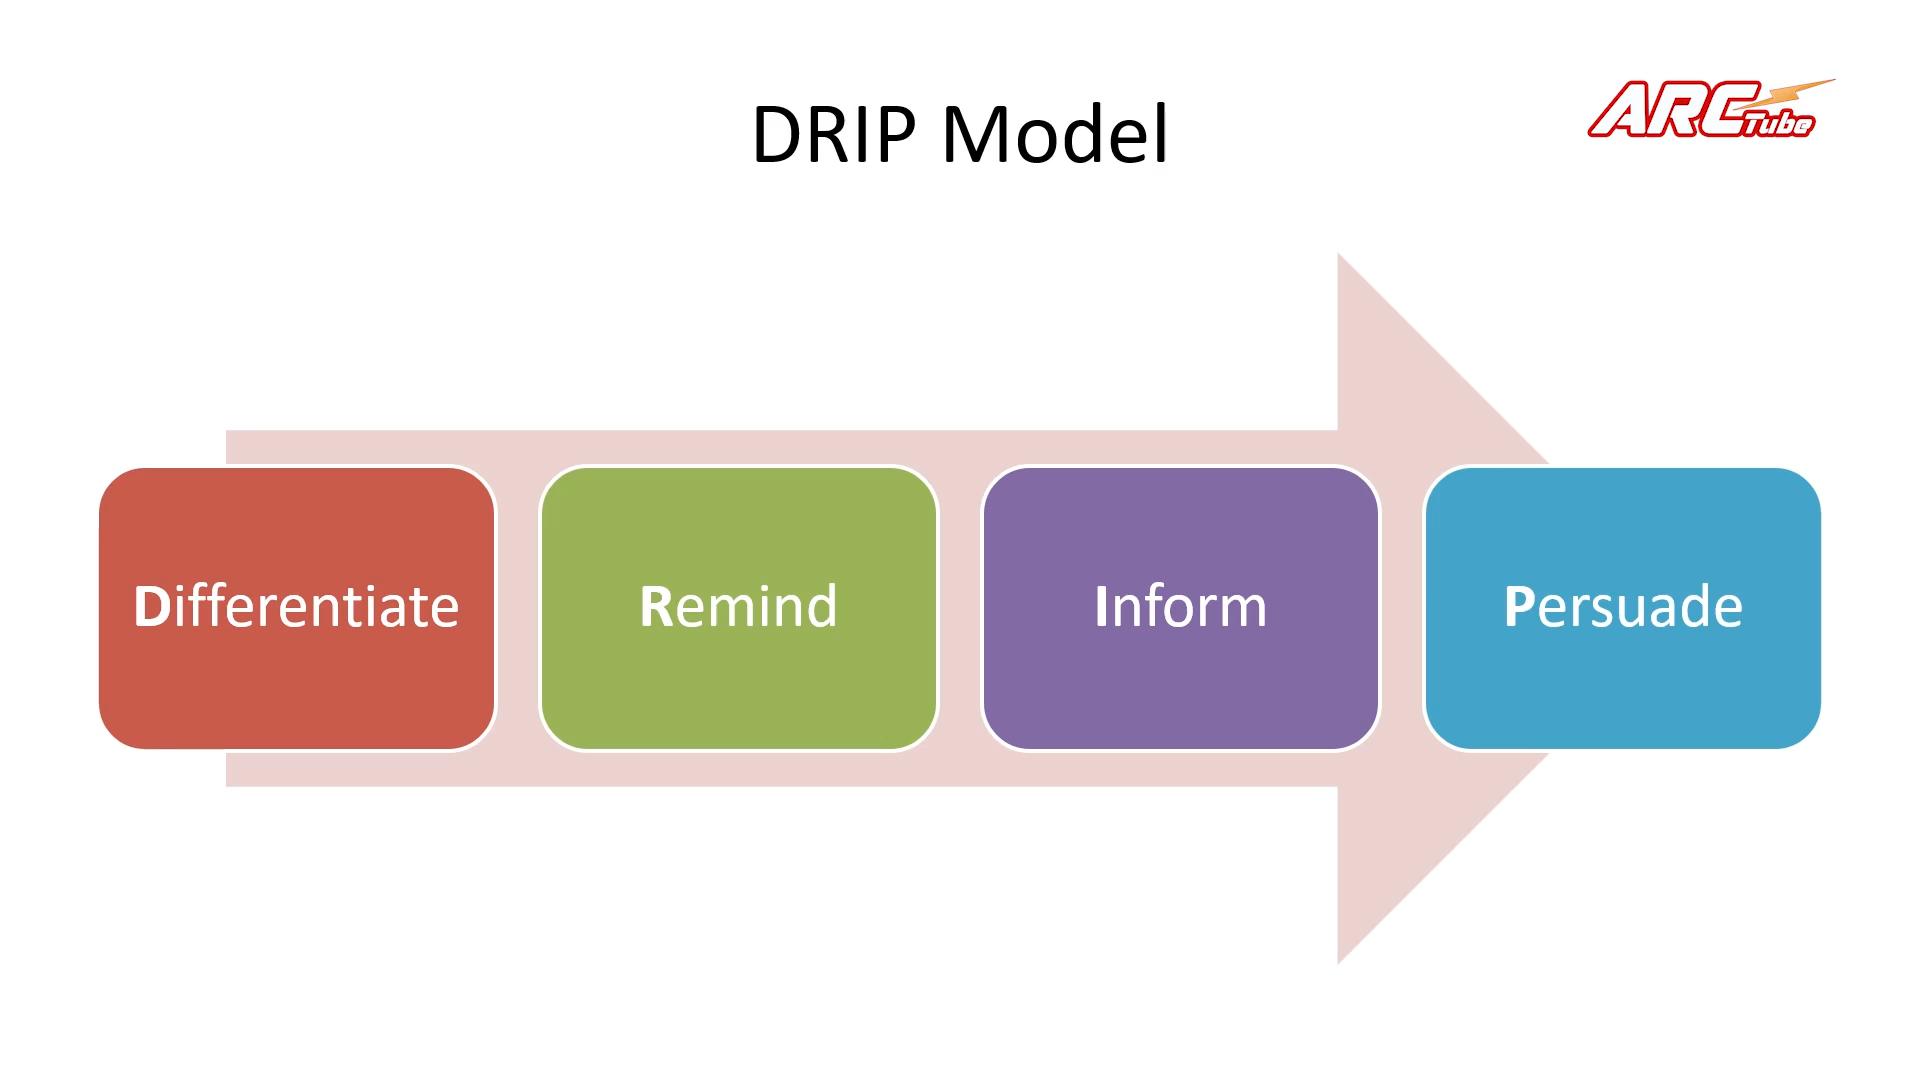 DRIP Model
ARC Tube
Differentiate
Remind
Inform
Persuade